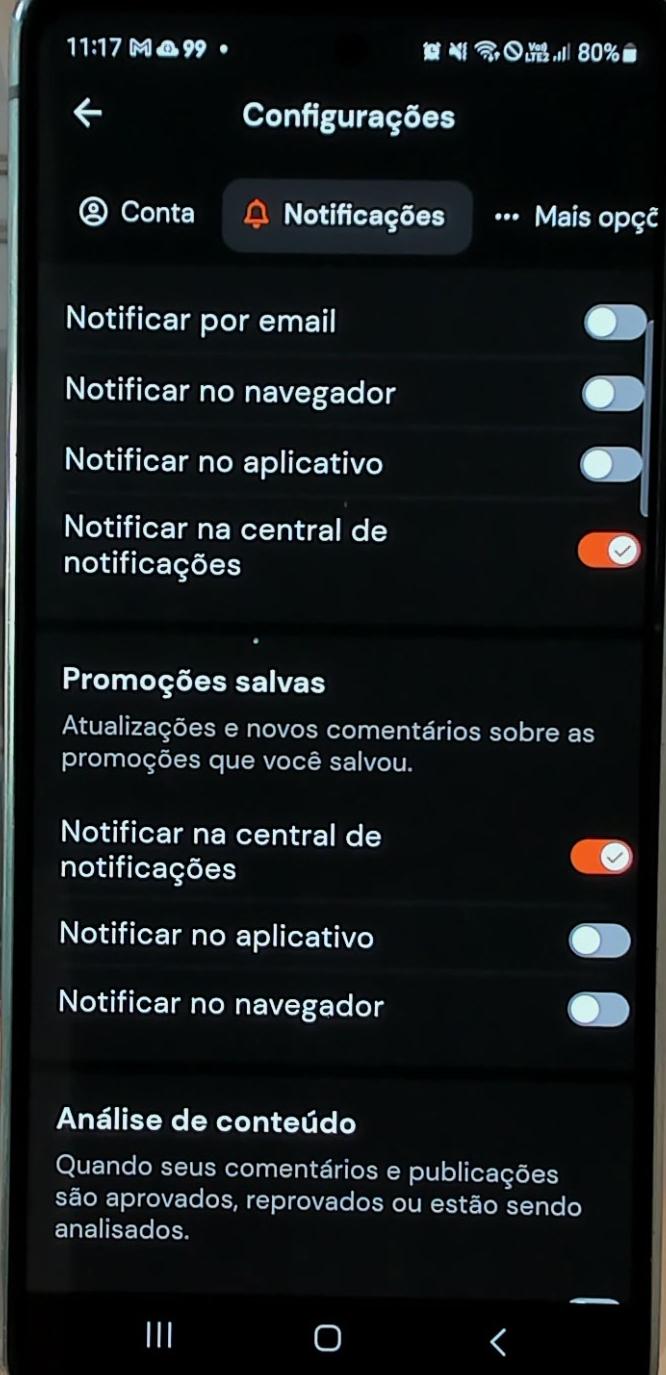 11:17 99
80%
Configurações
Conta Notificações ... Mais opçõ
Notificar por email
Notificar no navegador
Notificar no aplicativo
Notificar na central de
notificações
Promoções salvas
Atualizações e novos comentários sobre as
promoções que você salvou.
Notificar na central de
notificações
Notificar no aplicativo
Notificar no navegador
Análise de conteúdo
Quando seus comentários e publicações
são aprovados, reprovados ou estão sendo
analisados.